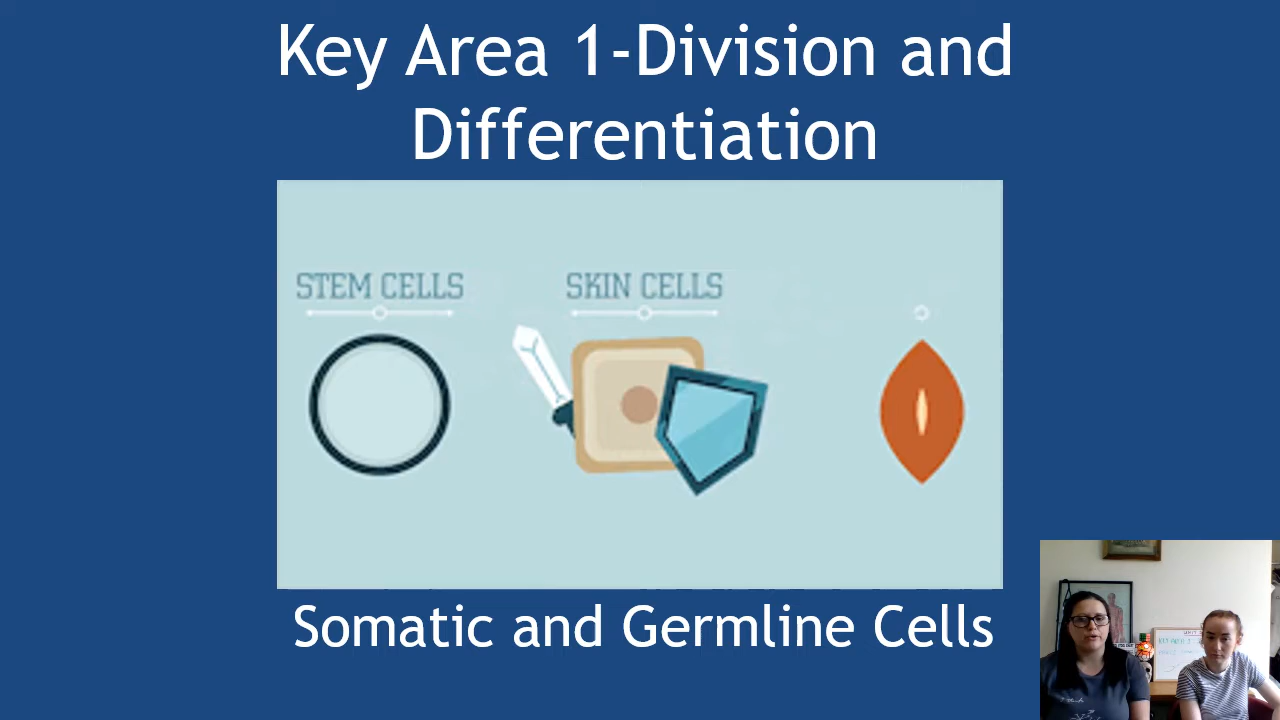 Key Area 1-Division and
Differentiation
STEM CELLS
SKIN CELLS
Somatic and Germline Cells